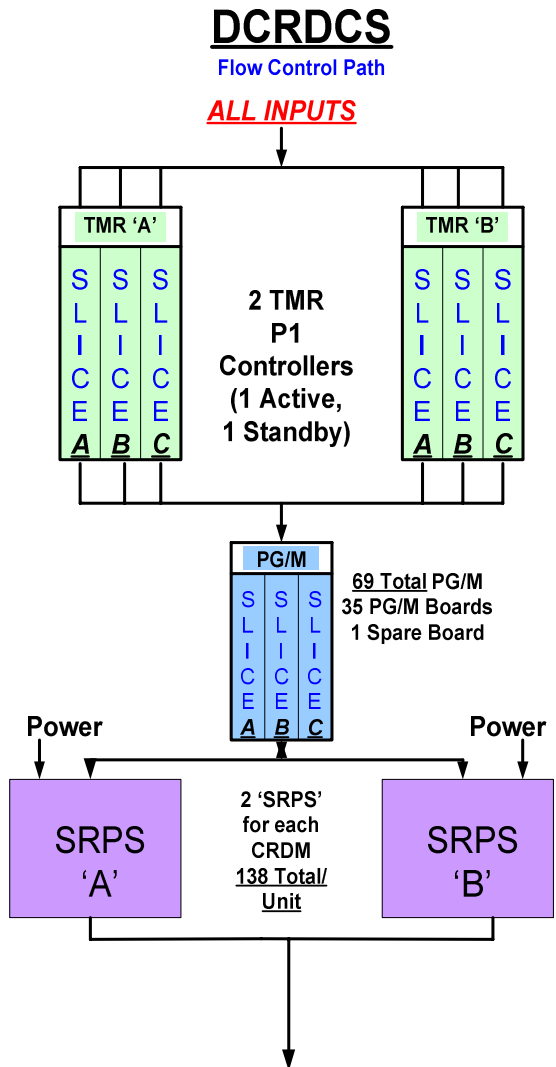 DCRDCS
Flow Control Path
ALL INPUTS
TMR ‘A’
SLICE A
SLICE B
SLICE C
2 TMR
P1
Controllers
(1 Active,
1 Standby)
TMR ‘B’
SLICE A
SLICE B
SLICE C
PG/M
SLICE A
SLICE B
SLICE C
69 Total PG/M
35 PG/M Boards
1 Spare Board
Power
Power
SRPS
‘A’
2 ‘SRPS’
for each
CRDM
138 Total/
Unit
SRPS
‘B’